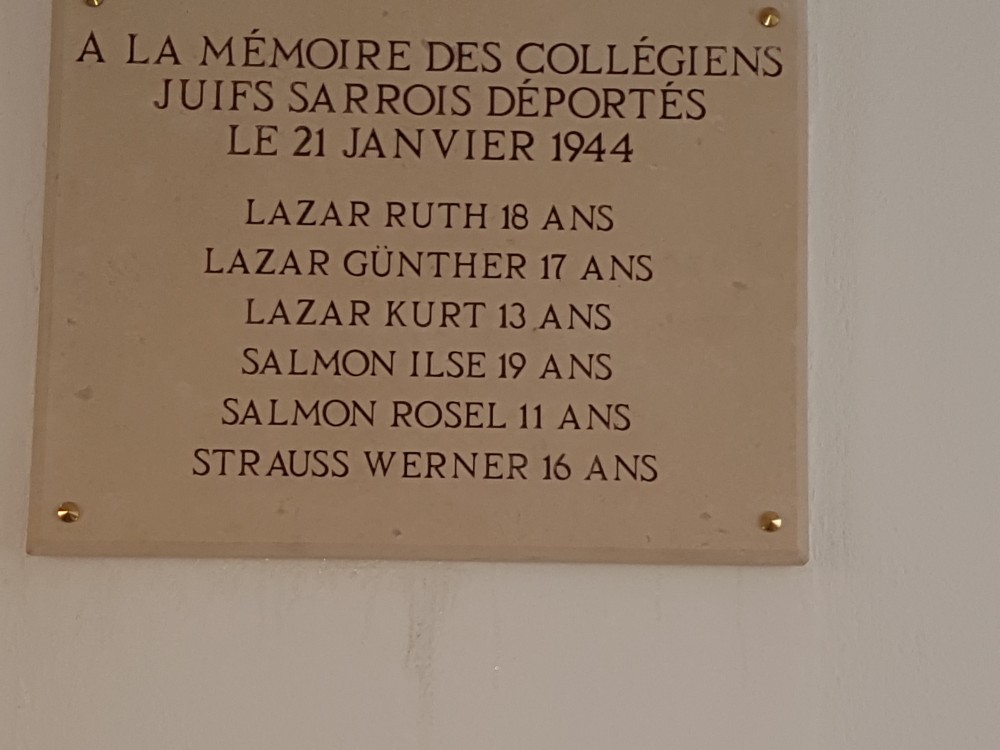 A LA MÉMOIRE DES COLLÉGIENS
JUIFS SARROIS DÉPORTÉS
LE 21 JANVIER 1944
LAZAR RUTH 18 ANS
LAZAR GÜNTHER 17 ANS
LAZAR KURT 13 ANS
SALMON ILSE 19 ANS
SALMON ROSEL 11 ANS
STRAUSS WERNER 16 ANS